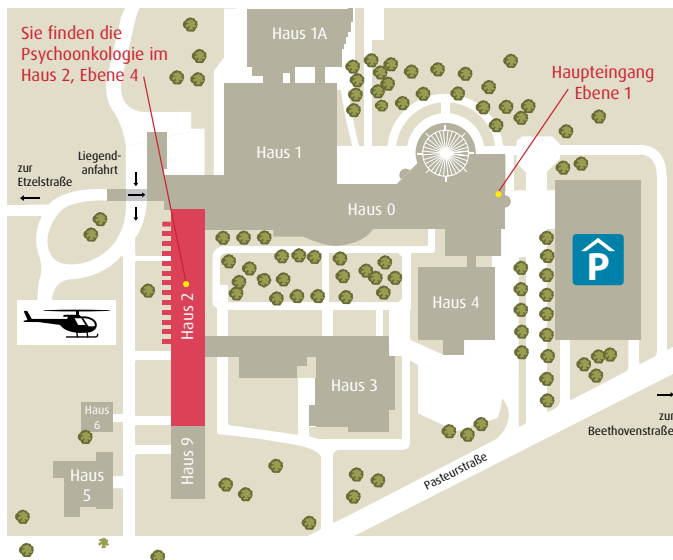 Sie finden die
Psychoonkologie im
Haus 2, Ebene 4
Haus 1A
Haupteingang
Ebene 1
Haus 1
Liegend-
anfahrt
zur
Etzelstraße
Haus 0
P
Haus 2
Haus 4
Haus 3
Haus
6
Haus 9
Haus
5
zur
Beethovenstraße
Pasteurstraße